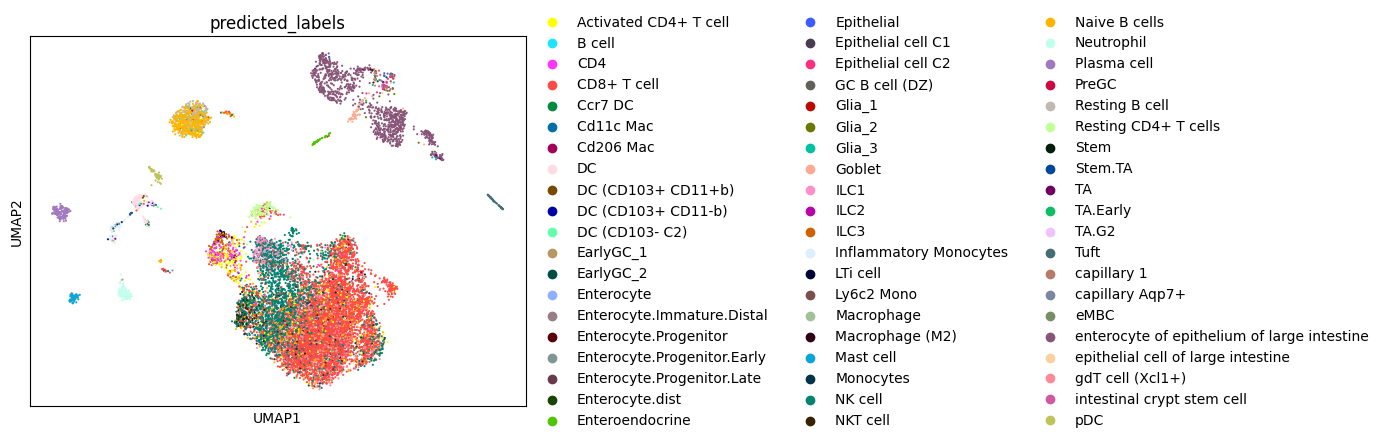 predicted_labels
UMAP2
UMAP1
Activated CD4+ T cell
B cell
CD4
CD8+ T cell
Ccr7 DC
Cd11c Mac
Cd206 Mac
DC
DC (CD103+ CD11+b)
DC (CD103+ CD11-b)
DC (CD103- C2)
EarlyGC_1
EarlyGC_2
Enterocyte
Enterocyte.Immature.Distal
Enterocyte.Progenitor
Enterocyte.Progenitor.Early
Enterocyte.Progenitor.Late
Enterocyte.dist
Enteroendocrine
Epithelial
Epithelial cell C1
Epithelial cell C2
GC B cell (DZ)
Glia_1
Glia_2
Glia_3
Goblet
ILC1
ILC2
ILC3
Inflammatory Monocytes
LTi cell
Ly6c2 Mono
Macrophage
Macrophage (M2)
Mast cell
Monocytes
NK cell
NKT cell
Naive B cells
Neutrophil
Plasma cell
PreGC
Resting B cell
Resting CD4+ T cells
Stem
Stem.TA
TA
TA.Early
TA.G2
Tuft
capillary 1
capillary Aqp7+
eMBC
enterocyte of epithelium of large intestine
epithelial cell of large intestine
gdT cell (Xcl1+)
intestinal crypt stem cell
pDC